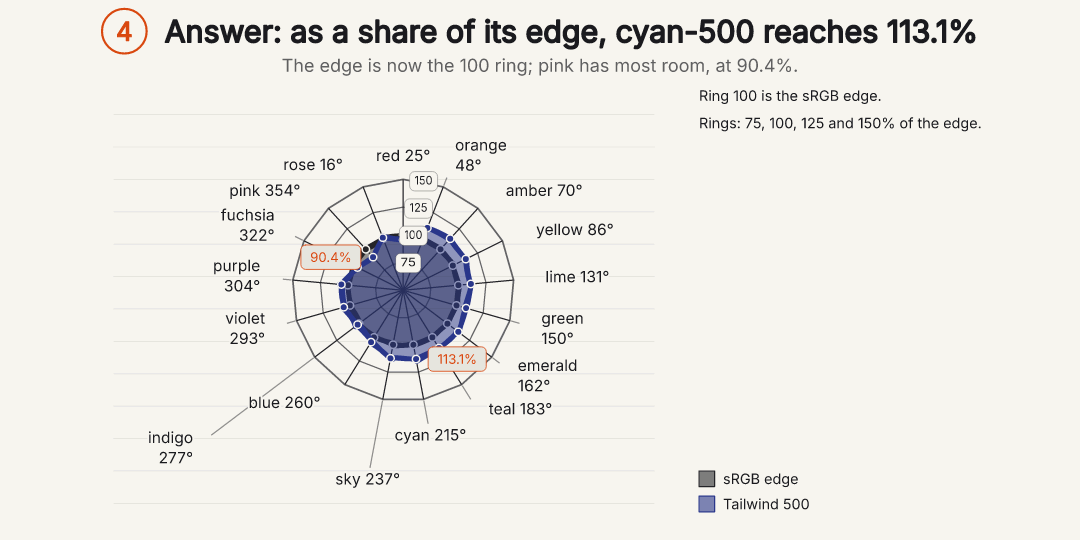 4
Answer: as a share of its edge, cyan-500 reaches 113.1%
The edge is now the 100 ring; pink has most room, at 90.4%.
Ring 100 is the sRGB edge.
Rings: 75, 100, 125 and 150% of the edge.
red 25°
orange
48°
rose 16°
amber 70°
pink 354°
150
125
100
75
fuchsia
322°
yellow 86°
90.4%
purple
304°
lime 131°
violet
293°
green
150°
113.1%
emerald
162°
blue 260°
teal 183°
indigo
277°
cyan 215°
sky 237°
sRGB edge
Tailwind 500